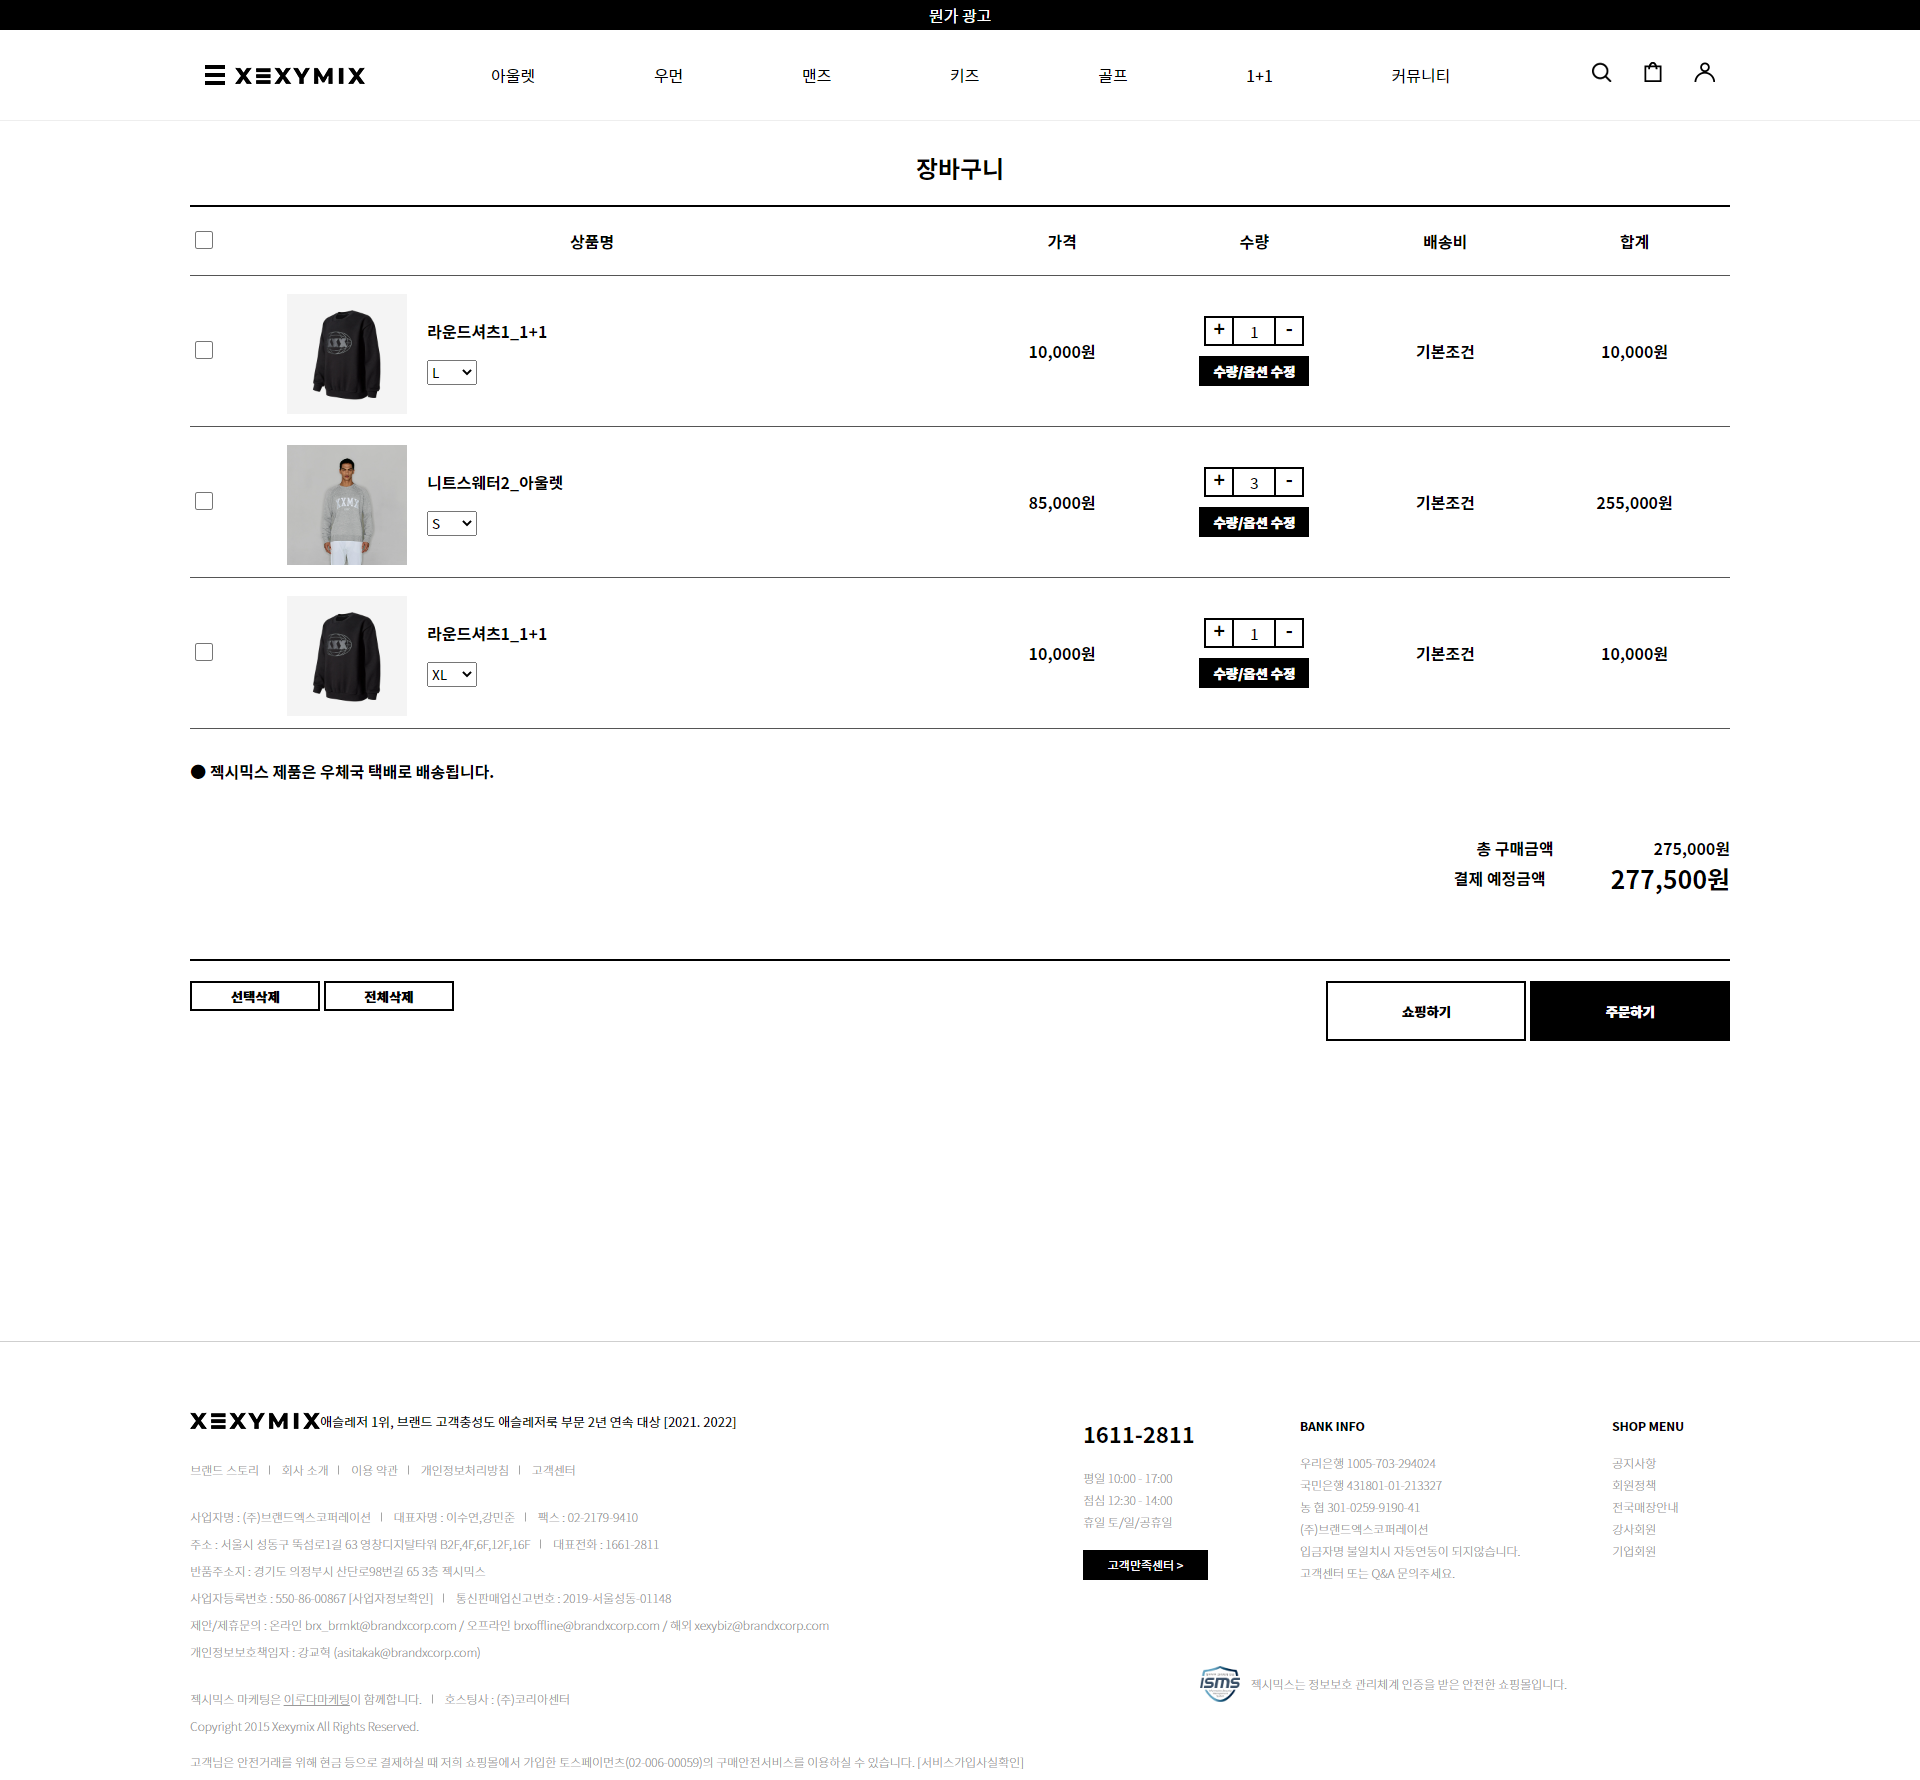 뭔가 광고
XEXYMIX
아울렛 우먼 맨즈 키즈 골프 1+1 커뮤니티
장바구니
상품명 가격 수량 배송비 합계
라운드셔츠1_1+1
L
10,000원
+ 1 -
수량/옵션 수정
기본조건
10,000원
XXMX
니트스웨터2_아울렛
S
85,000원
+ 3 -
수량/옵션 수정
기본조건
255,000원
라운드셔츠1_1+1
XL
10,000원
+ 1 -
수량/옵션 수정
기본조건
10,000원
● 젝시믹스 제품은 우체국 택배로 배송됩니다.
총 구매금액 275,000원
결제 예정금액 277,500원
선택삭제 전체삭제 쇼핑하기 주문하기
XEXYMIX애슬레저 1위, 브랜드 고객충성도 애슬레저룩 부문 2년 연속 대상 [2021. 2022]
브랜드 스토리 ㅣ 회사 소개 ㅣ 이용 약관 ㅣ 개인정보처리방침 ㅣ 고객센터
사업자명 : (주)브랜드엑스코퍼레이션 ㅣ 대표자명 : 이수연,강민준 ㅣ 팩스 : 02-2179-9410
주소 : 서울시 성동구 뚝섬로1길 63 영창디지털타워 B2F,4F,6F,12F,16F ㅣ 대표전화 : 1661-2811
반품주소지 : 경기도 의정부시 산단로98번길 65 3층 젝시믹스
사업자등록번호 : 550-86-00867 [사업자정보확인] ㅣ 통신판매업신고번호 : 2019-서울성동-01148
제안/제휴문의 : 온라인 brx_brmkt@brandxcorp.com / 오프라인 brxoffline@brandxcorp.com / 해외 xexybiz@brandxcorp.com
개인정보보호책임자 : 강교혁 (asitakak@brandxcorp.com)
젝시믹스 마케팅은 이루다마케팅이 함께합니다. ㅣ 호스팅사 : (주)코리아센터
Copyright 2015 Xexymix All Rights Reserved.
고객님은 안전거래를 위해 현금 등으로 결제하실 때 저희 쇼핑몰에서 가입한 토스페이먼츠(02-006-00059)의 구매안전서비스를 이용하실 수 있습니다. [서비스가입사실확인]
1611-2811
평일 10:00 - 17:00
점심 12:30 - 14:00
휴일 토/일/공휴일
고객만족센터 >
BANK INFO
우리은행 1005-703-294024
국민은행 431801-01-213327
농 협 301-0259-9190-41
(주)브랜드엑스코퍼레이션
입금자명 불일치시 자동연동이 되지않습니다.
고객센터 또는 Q&A 문의주세요.
SHOP MENU
공지사항
회원정책
전국매장안내
강사회원
기업회원
ISMS
젝시믹스는 정보보호 관리체계 인증을 받은 안전한 쇼핑몰입니다.